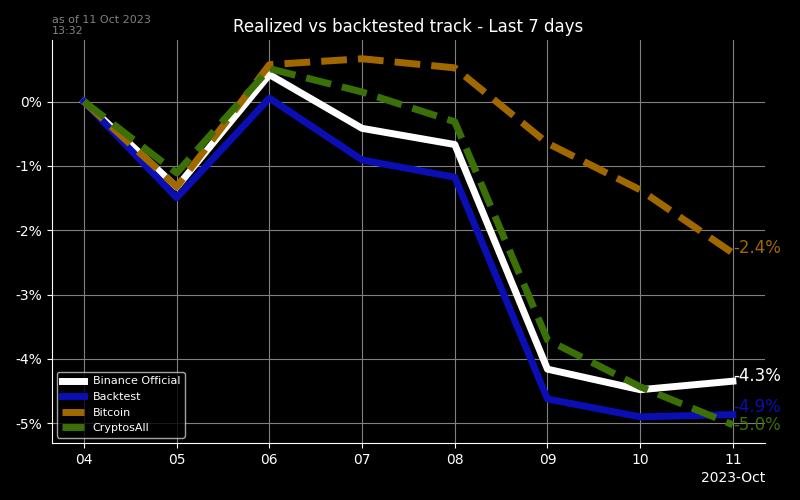 as of 11 Oct 2023
13:32
Realized vs backtested track - Last 7 days
0%
-1%
-2%
-3%
-4%
-5%
-2.4%
-4.3%
-4.9%
-5.0%
Binance Official
Backtest
Bitcoin
CryptosAll
04 05 06 07 08 09 10 11
2023-Oct